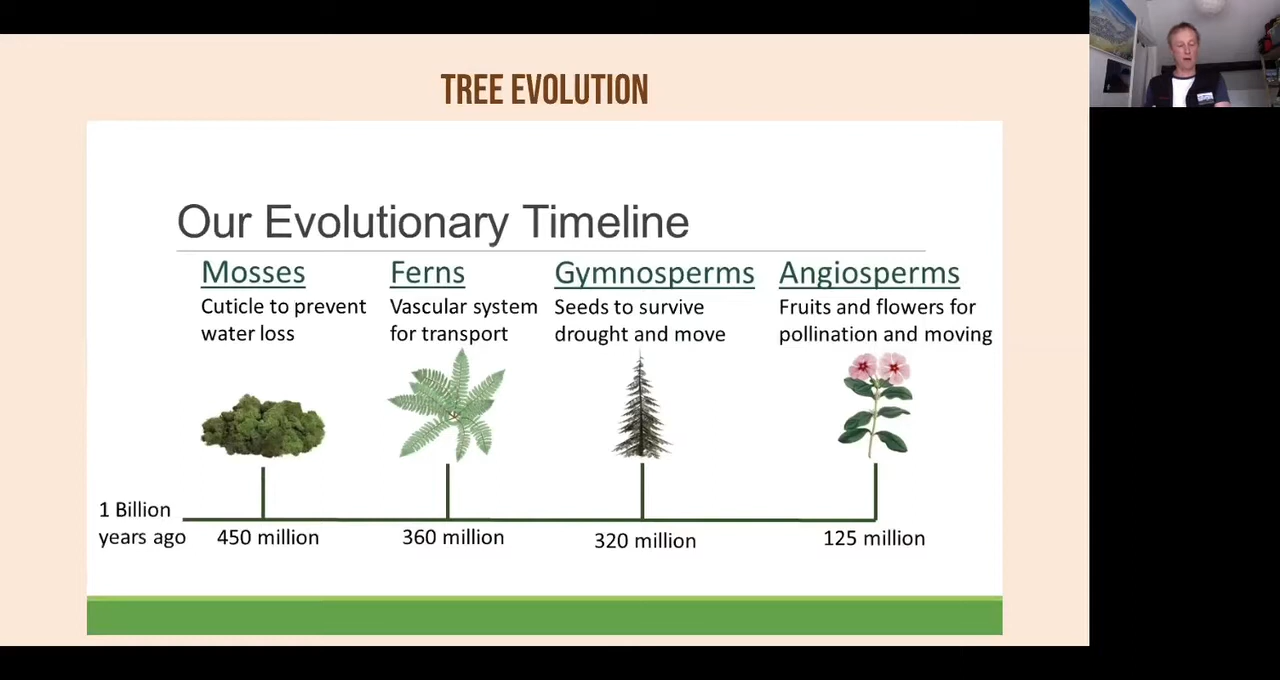 TREE EVOLUTION
Our Evolutionary Timeline
Mosses
Cuticle to prevent
water loss
Ferns
Vascular system
for transport
Gymnosperms
Seeds to survive
drought and move
Angiosperms
Fruits and flowers for
pollination and moving
1 Billion
years ago
450 million
360 million
320 million
125 million